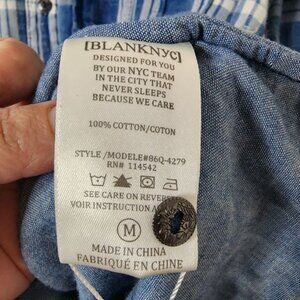 [BLANKNYC]
DESIGNED FOR YOU
BY OUR NYC TEAM
IN THE CITY THAT
NEVER SLEEPS
BECAUSE WE CARE
100% COTTON/COTON
STYLE/MODELE#86Q-4279
RN# 114542
SEE CARE ON REVERSE
VOIR INSTRUCTION A
M
MADE IN CHINA
FABRIQUÉ EN CHINE